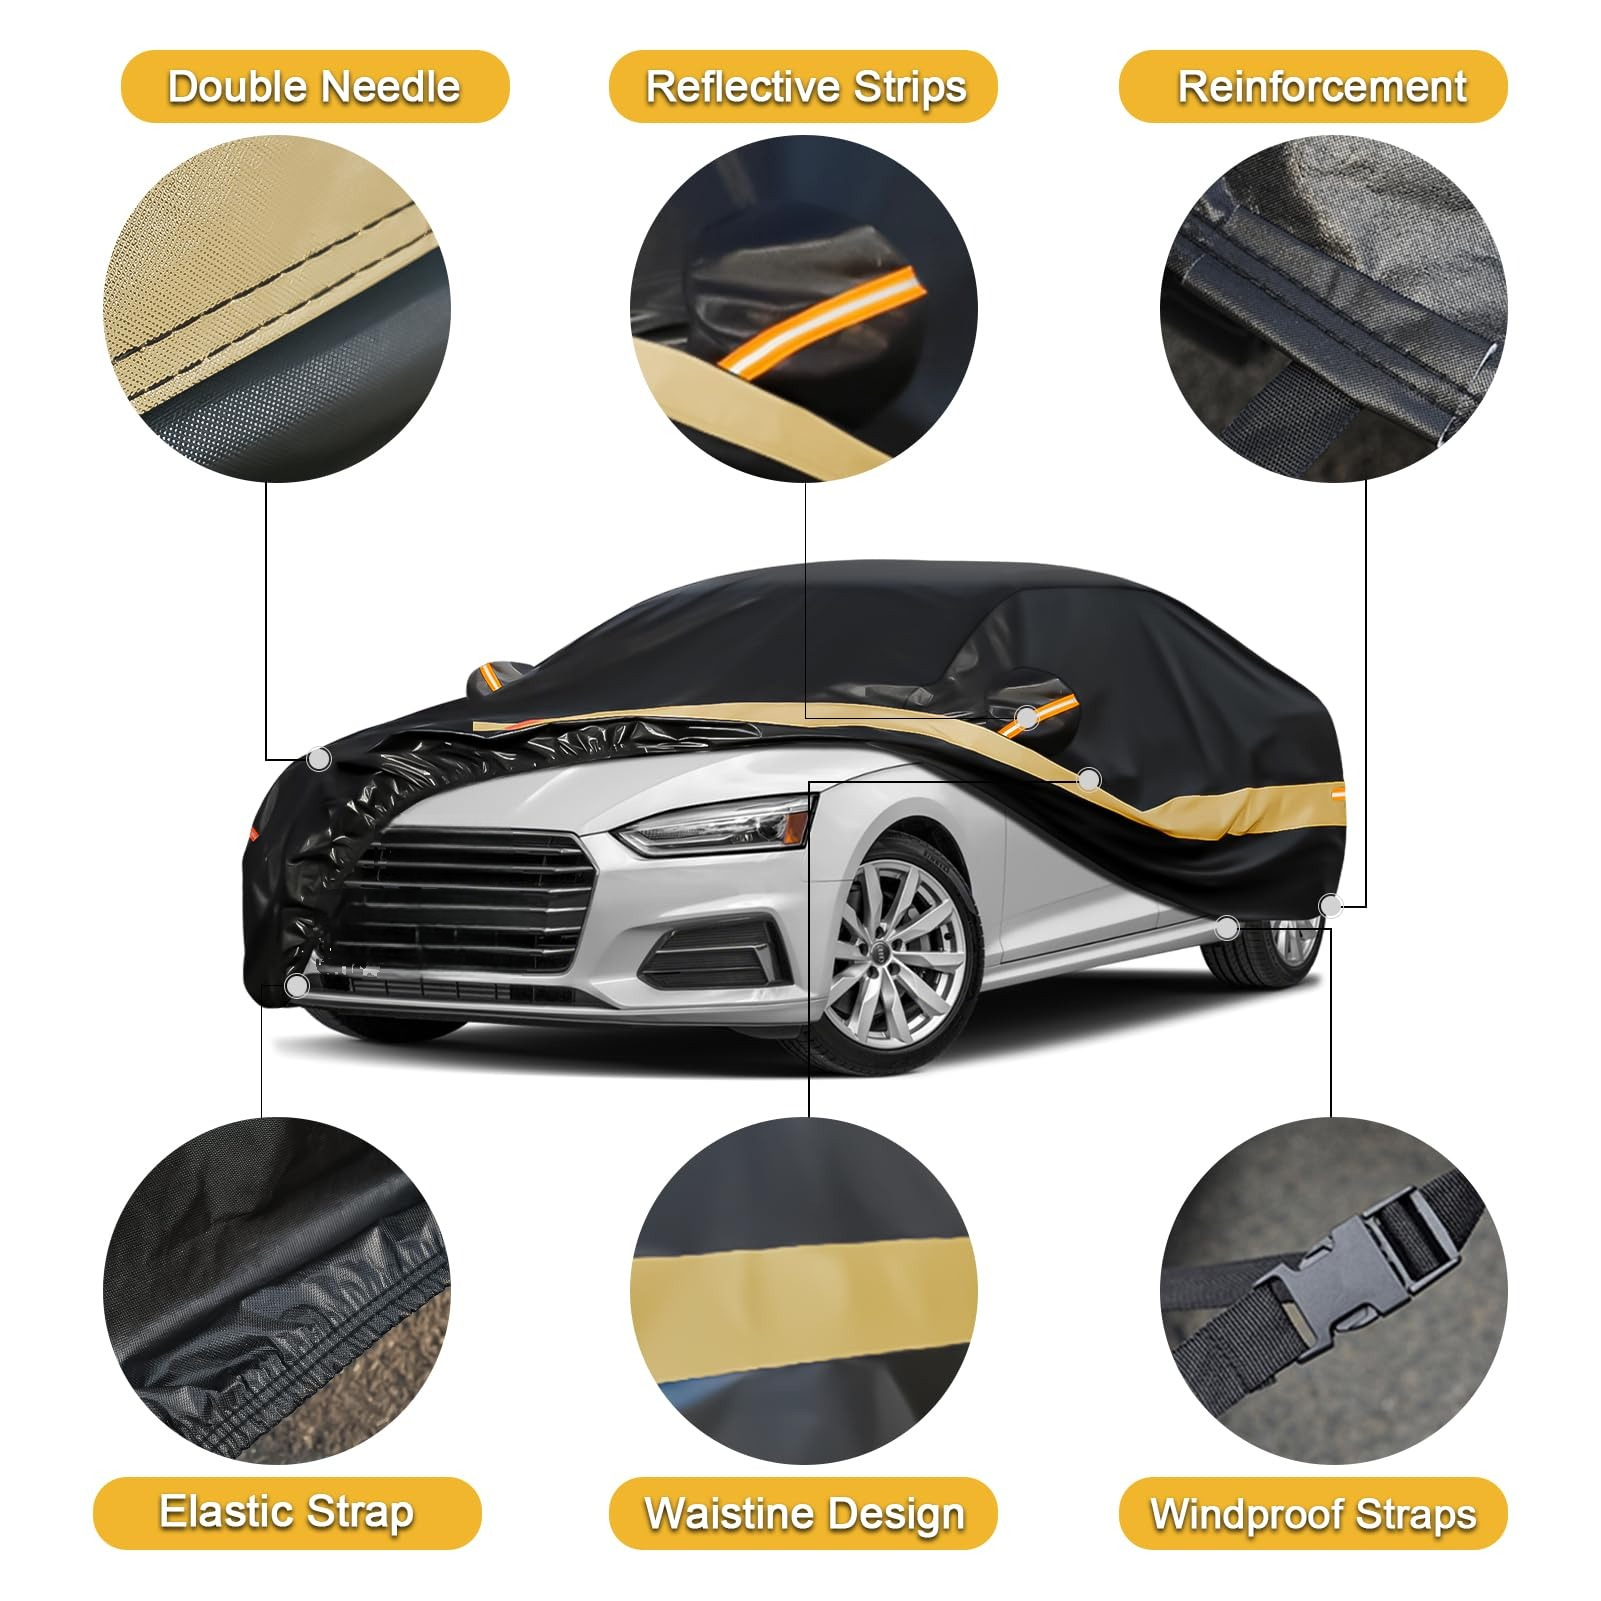 Double Needle
Reflective Strips
Reinforcement
Elastic Strap
Waistine Design
Windproof Straps